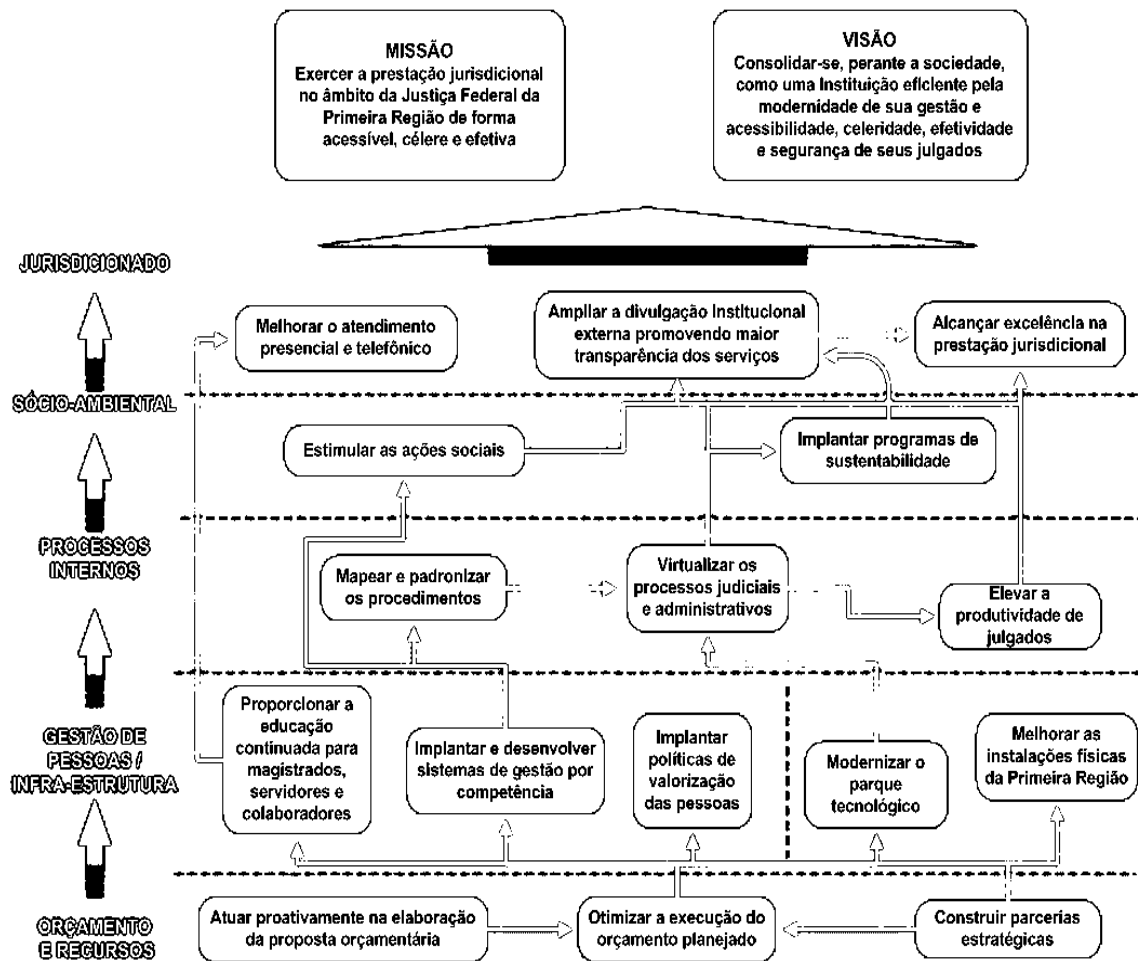 MISSÃO
Exercer a prestação jurisdicional
no âmbito da Justiça Federal da
Primeira Região de forma
acessível, célere e efetiva
VISÃO
Consolidar-se, perante a sociedade,
como uma Instituição eficiente pela
modernidade de sua gestão e
acessibilidade, celeridade, efetividade
e segurança de seus julgados
JURISDICIONADO
Melhorar o atendimento
presencial e telefônico
Ampliar a divulgação Institucional
externa promovendo maior
transparência dos serviços
Alcançar excelência na
prestação jurisdicional
SÓCIO-AMBIENTAL
Estimular as ações sociais
Implantar programas de
sustentabilidade
PROCESSOS
INTERNOS
Mapear e padronizar
os procedimentos
Virtualizar os
processos judiciais
e administrativos
Elevar a
produtividade de
julgados
GESTÃO DE
PESSOAS /
INFRA-ESTRUTURA
Proporcionar a
educação
continuada para
magistrados,
servidores e
colaboradores
Implantar e desenvolver
sistemas de gestão por
competência
Implantar
políticas de
valorização
das pessoas
Modernizar o
parque
tecnológico
Melhorar as
instalações físicas
da Primeira Região
ORÇAMENTO
E RECURSOS
Atuar proativamente na elaboração
da proposta orçamentária
Otimizar a execução do
orçamento planejado
Construir parcerias
estratégicas